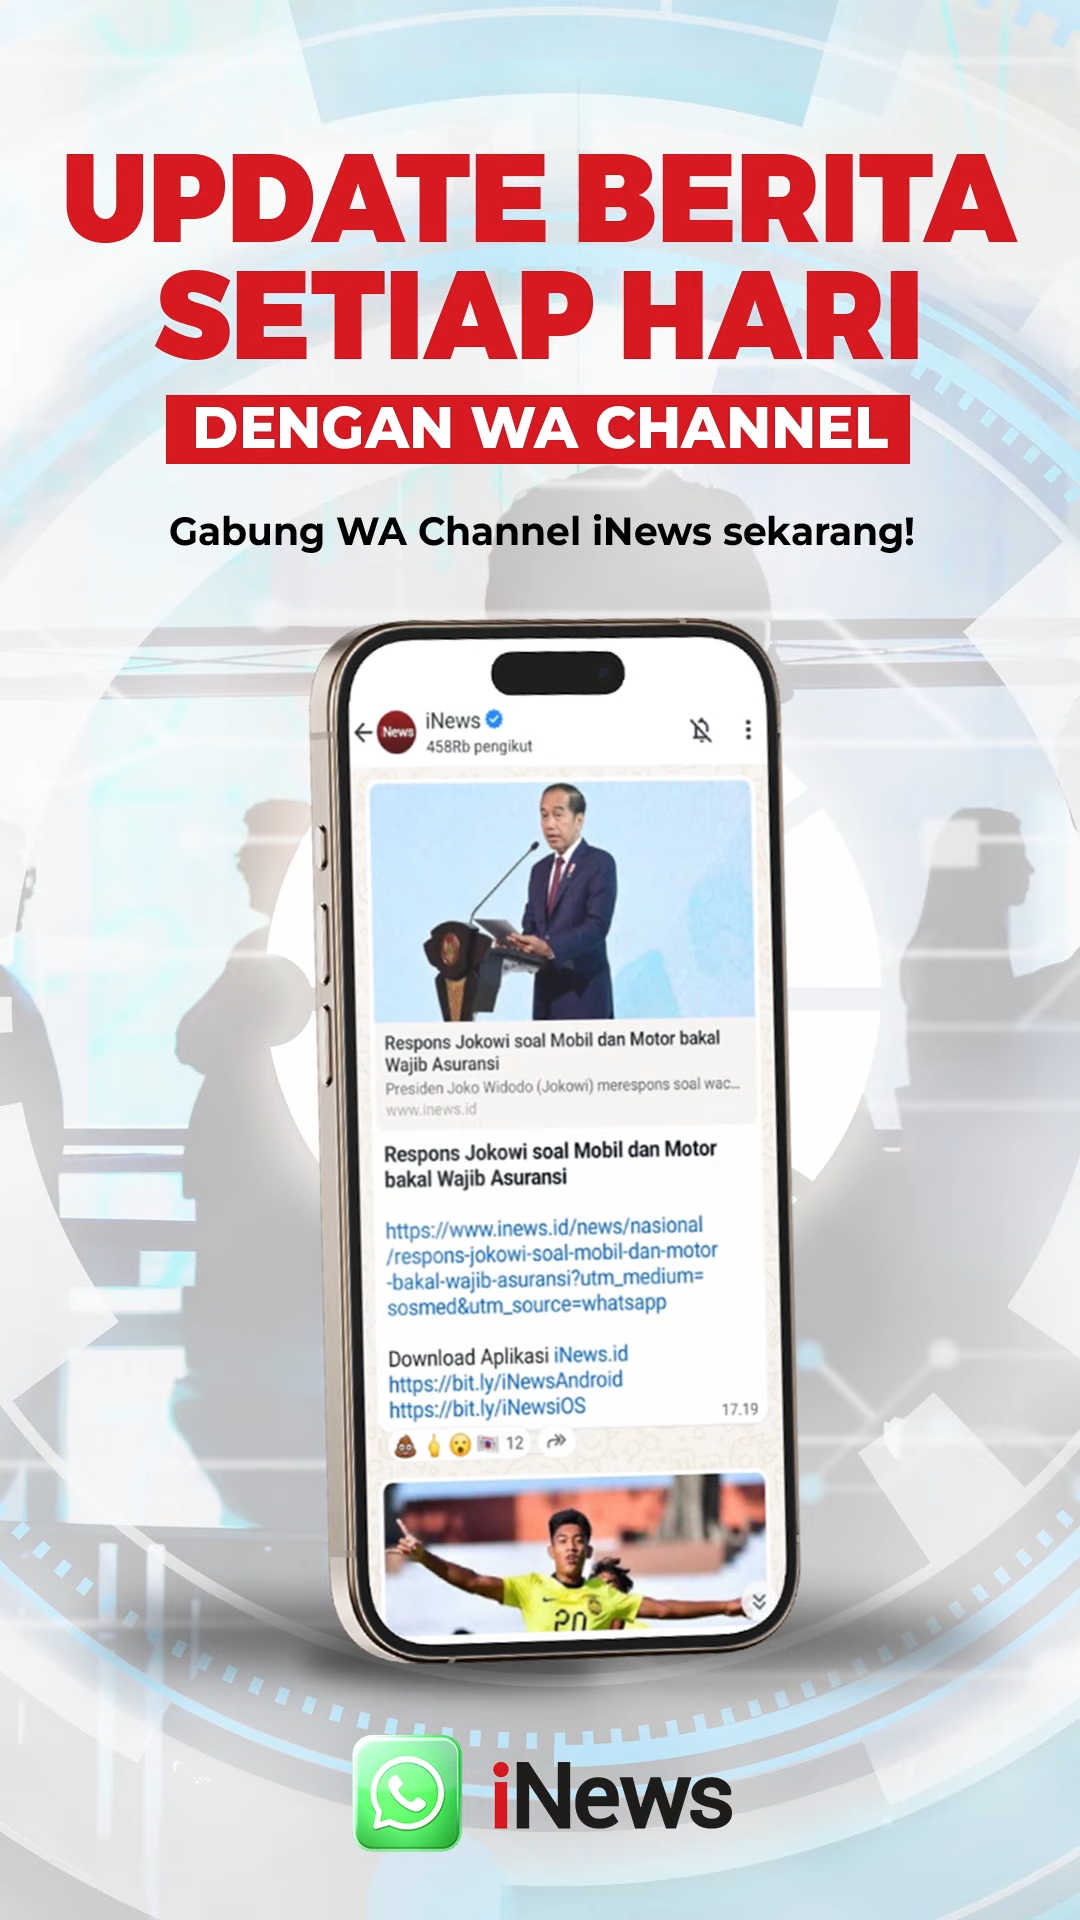 UPDATE BERITA
SETIAP HARI
DENGAN WA CHANNEL
Gabung WA Channel iNews sekarang!
News
iNews
458Rb pengikut
Respons Jokowi soal Mobil dan Motor bakal
Wajib Asuransi
Presiden Joko Widodo (Jokowi) merespons soal wac...
www.inews.id
Respons Jokowi soal Mobil dan Motor
bakal Wajib Asuransi
https://www.inews.id/news/nasional
/respons-jokowi-soal-mobil-dan-motor
-bakal-wajib-asuransi?utm_medium=
sosmed&utm_source=whatsapp
Download Aplikasi iNews.id
https://bit.ly/iNewsAndroid
https://bit.ly/iNewsiOS
17.19
12
20
iNews